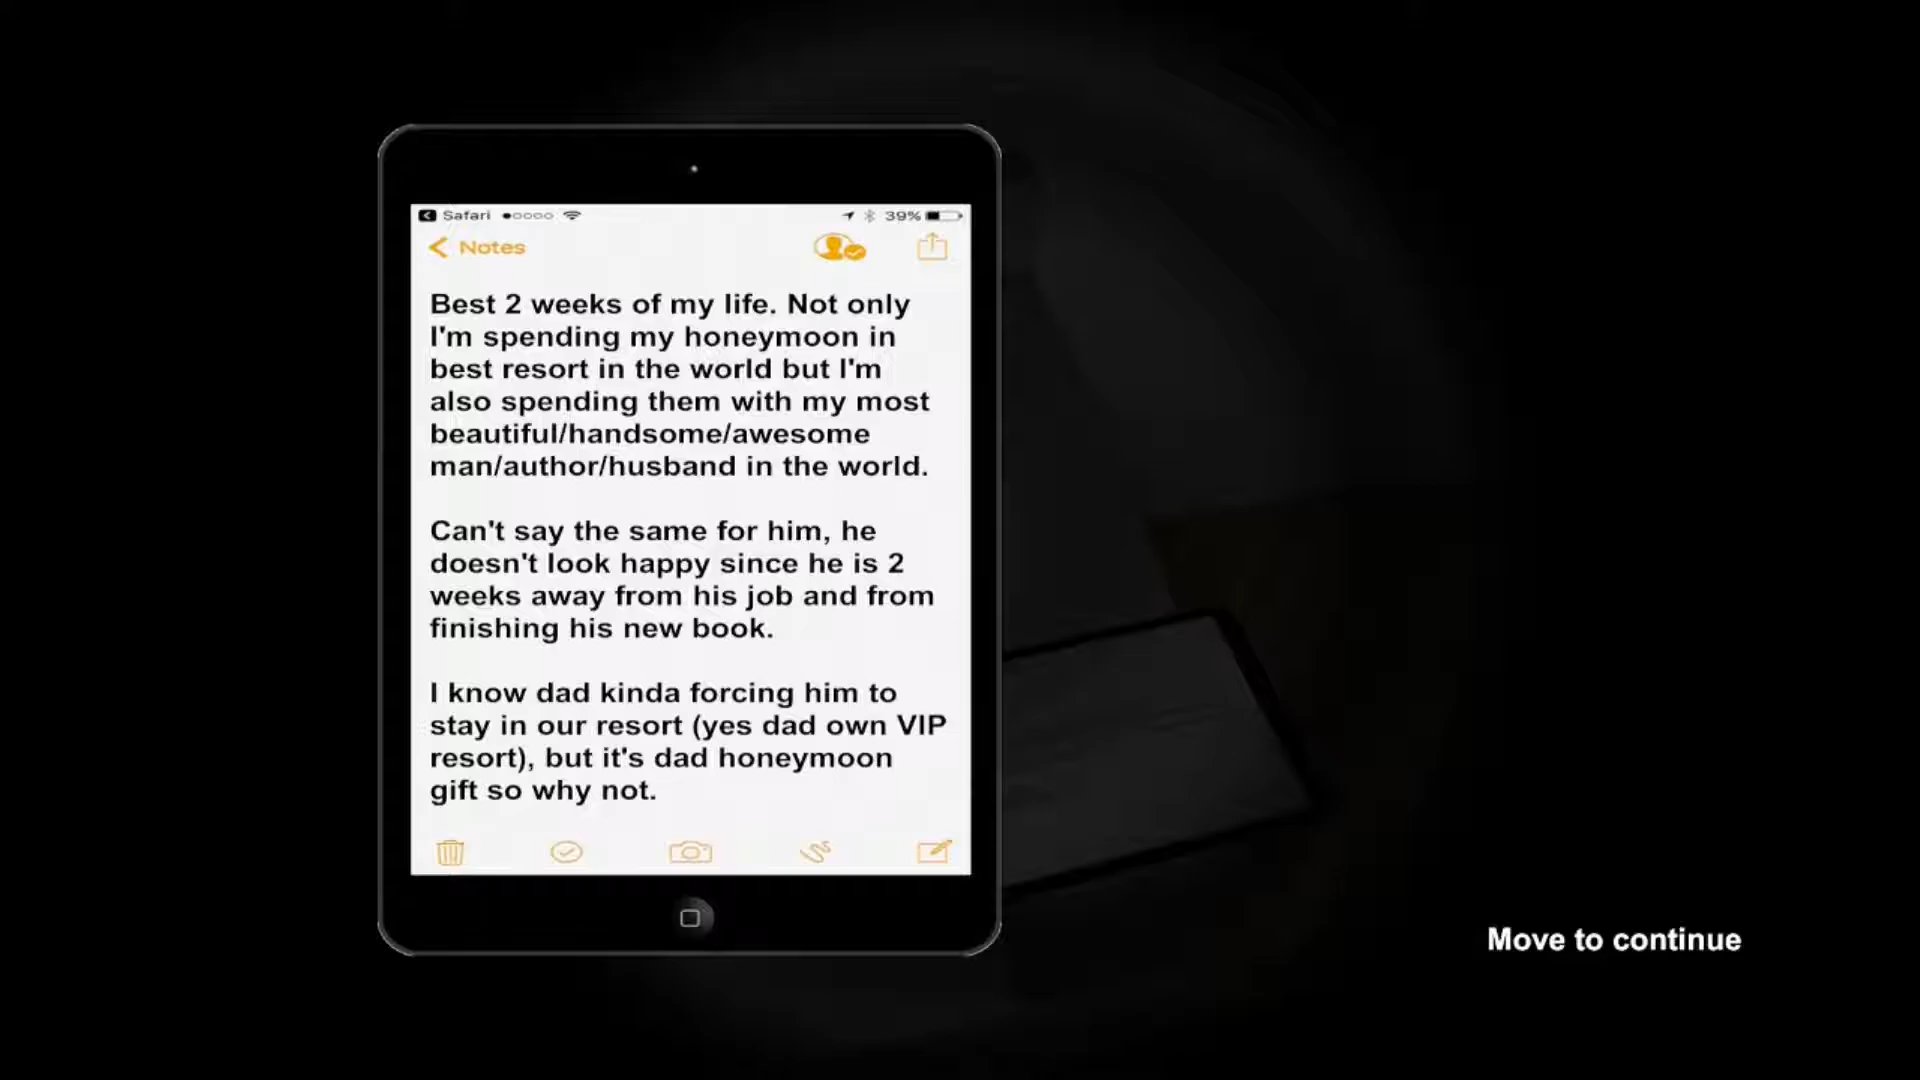 Safari 39%
Notes
Best 2 weeks of my life. Not only
I'm spending my honeymoon in
best resort in the world but I'm
also spending them with my most
beautiful/handsome/awesome
man/author/husband in the world.
Can't say the same for him, he
doesn't look happy since he is 2
weeks away from his job and from
finishing his new book.
I know dad kinda forcing him to
stay in our resort (yes dad own VIP
resort), but it's dad honeymoon
gift so why not.
Move to continue